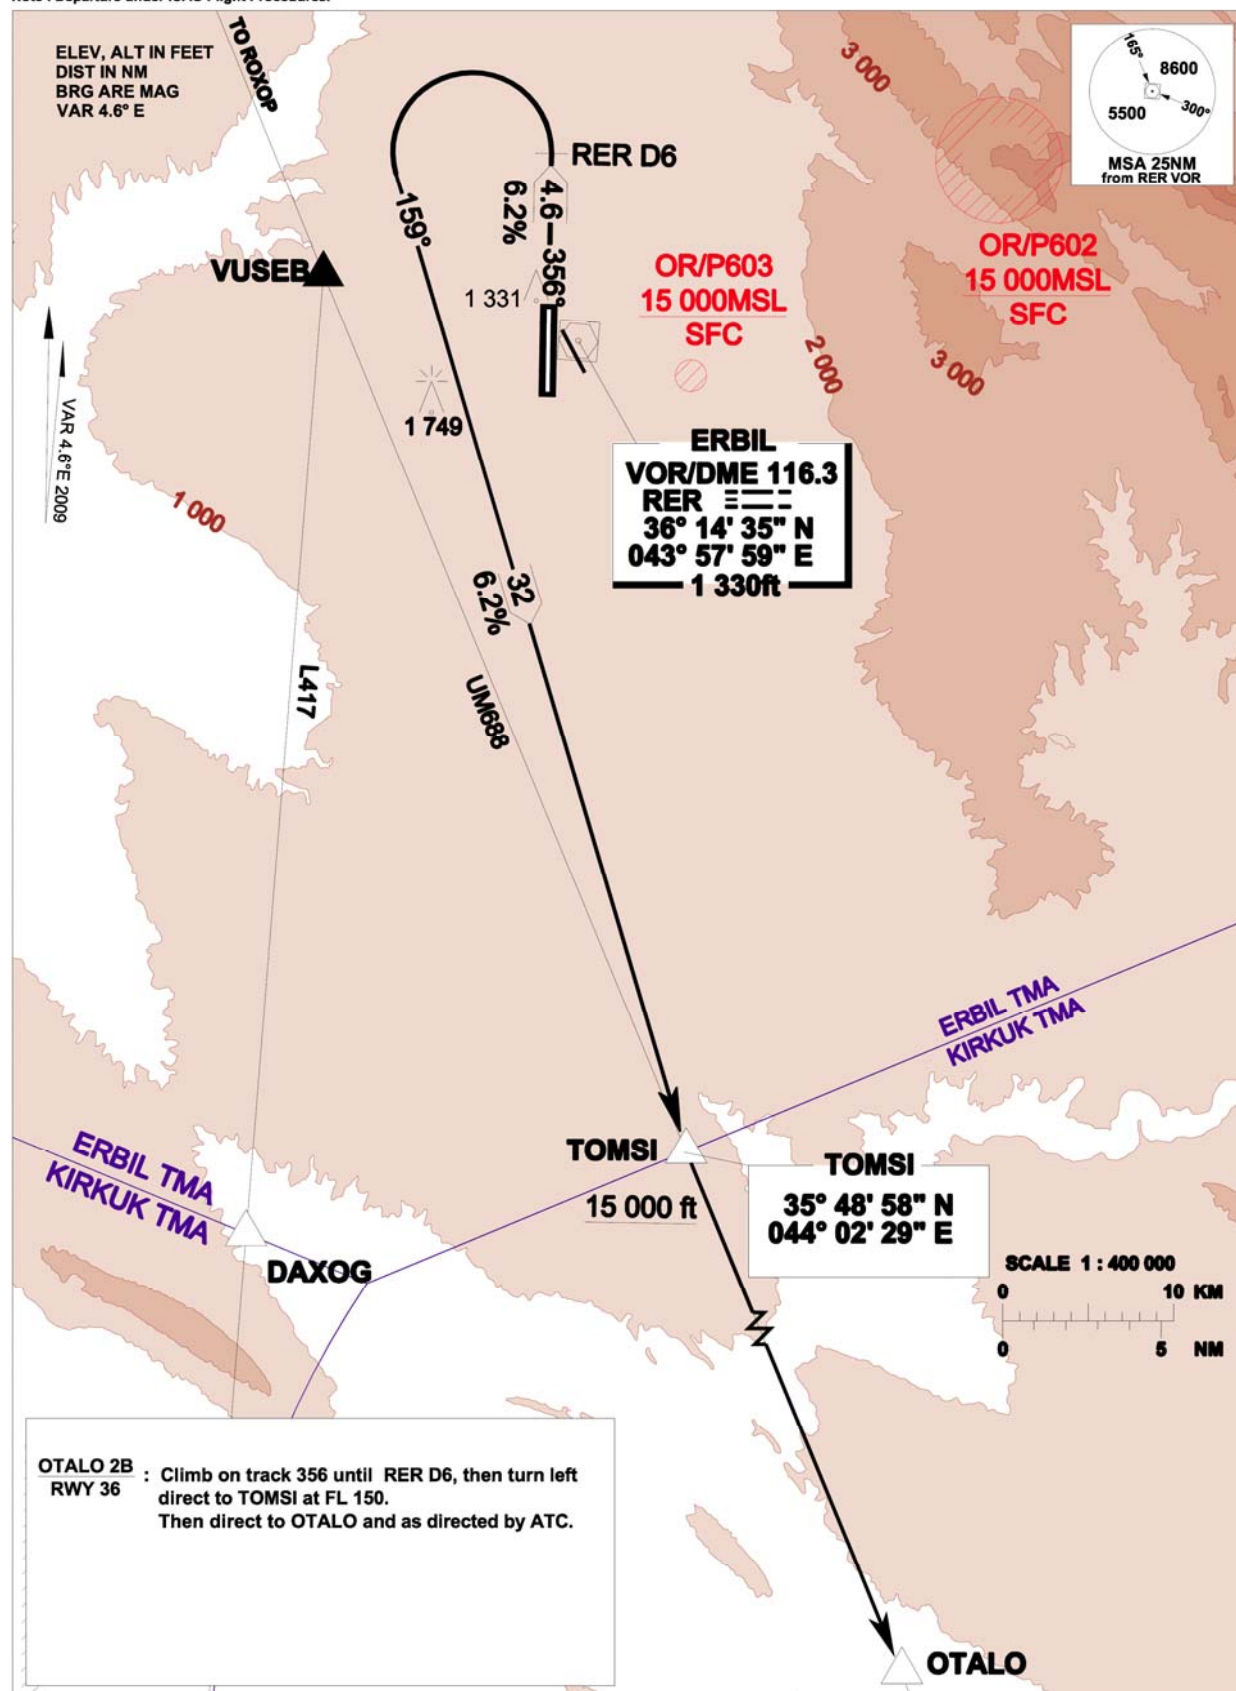 ELEV, ALT IN FEET
DIST IN NM
BRG ARE MAG
VAR 4.6° E
TO ROXOP
3 000
165°
8600
5500
300°
MSA 25NM
from RER VOR
RER D6
4.6
6.2%
356°
159°
VUSEB
1 331
OR/P603
15 000MSL
SFC
OR/P602
15 000MSL
SFC
2 000
3 000
1 749
VAR 4.6°E 2009
1 000
ERBIL
VOR/DME 116.3
RER
36° 14' 35" N
043° 57' 59" E
1 330ft
32
6.2%
L417
UM688
ERBIL TMA
KIRKUK TMA
ERBIL TMA
KIRKUK TMA
TOMSI
15 000 ft
TOMSI
35° 48' 58" N
044° 02' 29" E
DAXOG
SCALE 1 : 400 000
0 10 KM
0 5 NM
OTALO 2B
RWY 36
: Climb on track 356 until RER D6, then turn left
direct to TOMSI at FL 150.
Then direct to OTALO and as directed by ATC.
OTALO